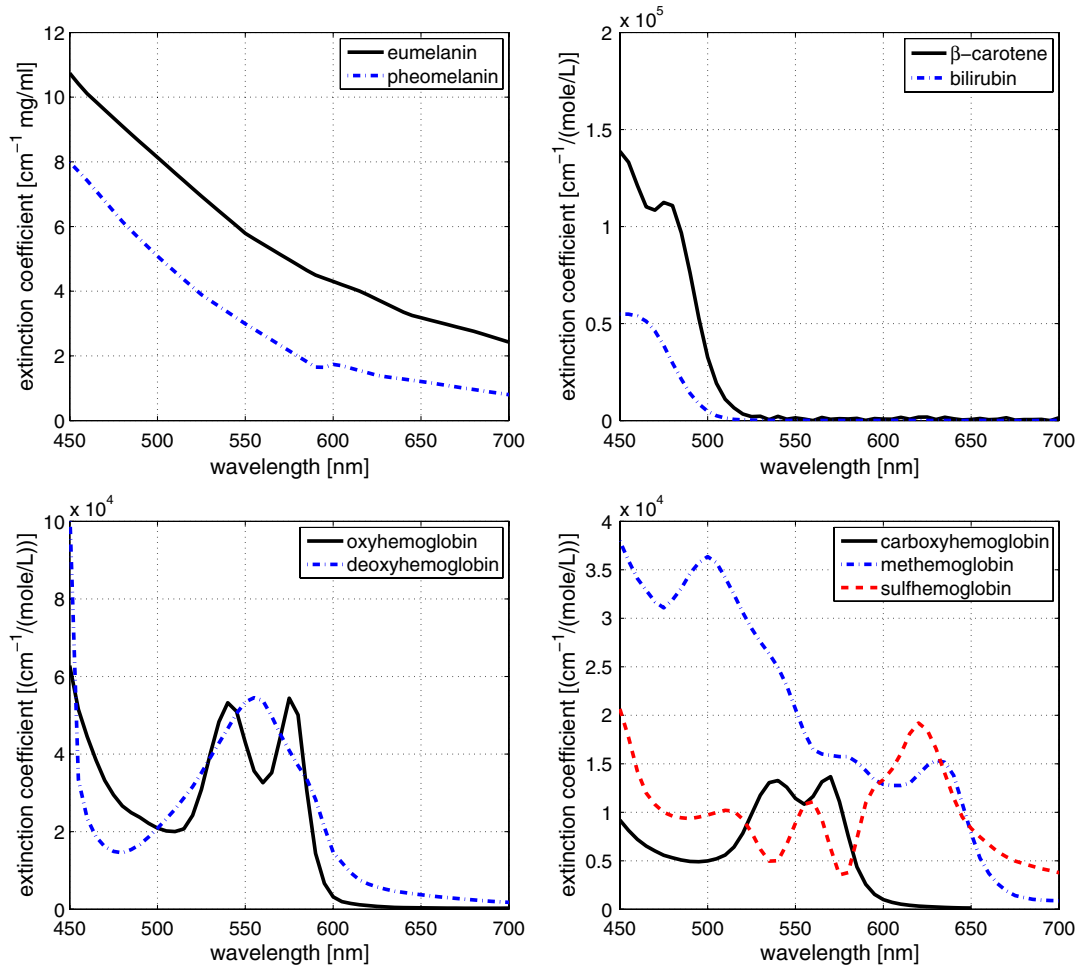 12
10
8
6
4
2
0
450 500 550 600 650 700
wavelength [nm]
extinction coefficient [cm⁻¹ mg/ml]
eumelanin
pheomelanin
x 10⁵
2
1.5
1
0.5
0
450 500 550 600 650 700
wavelength [nm]
extinction coefficient [cm⁻¹/(mole/L)]
β−carotene
bilirubin
x 10⁴
10
8
6
4
2
0
450 500 550 600 650 700
wavelength [nm]
extinction coefficient [(cm⁻¹/(mole/L))]
oxyhemoglobin
deoxyhemoglobin
x 10⁴
4
3.5
3
2.5
2
1.5
1
0.5
0
450 500 550 600 650 700
wavelength [nm]
extinction coefficient [(cm⁻¹/(mole/L))]
carboxyhemoglobin
methemoglobin
sulfhemoglobin